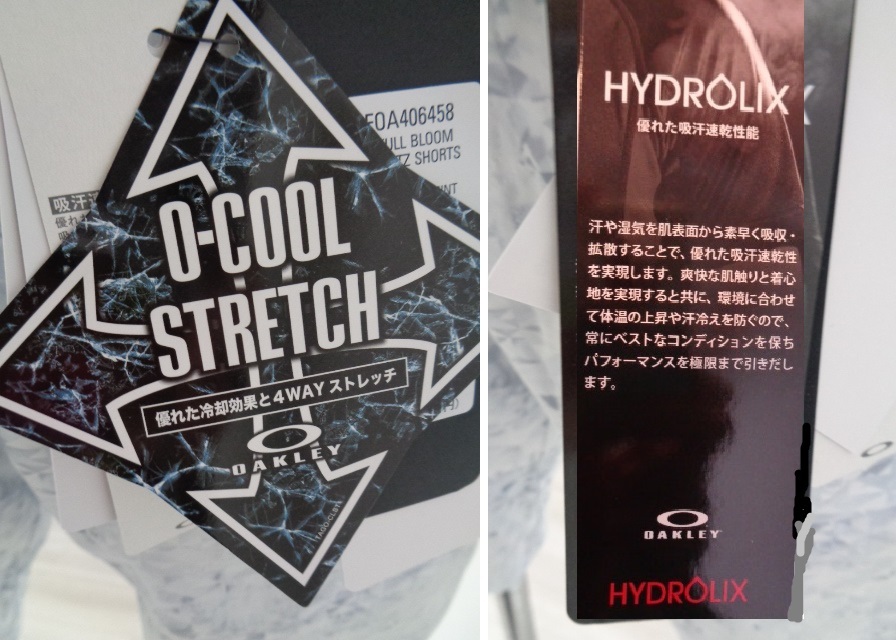 FOA406458
BLOOM
SHORTS
吸汗速
優れ
O-COOL
STRETCH
優れた冷却効果と4WAYストレッチ
OAKLEY
HYDROLIX
優れた吸汗速乾性能
汗や湿気を肌表面から素早く吸収・
拡散することで、優れた吸汗速乾性
を実現します。爽快な肌触りと着心
地を実現すると共に、環境に合わせ
て体温の上昇や汗冷えを防ぐので、
常にベストなコンディションを保ち
パフォーマンスを極限まで引きだし
ます。
OAKLEY
HYDROLIX